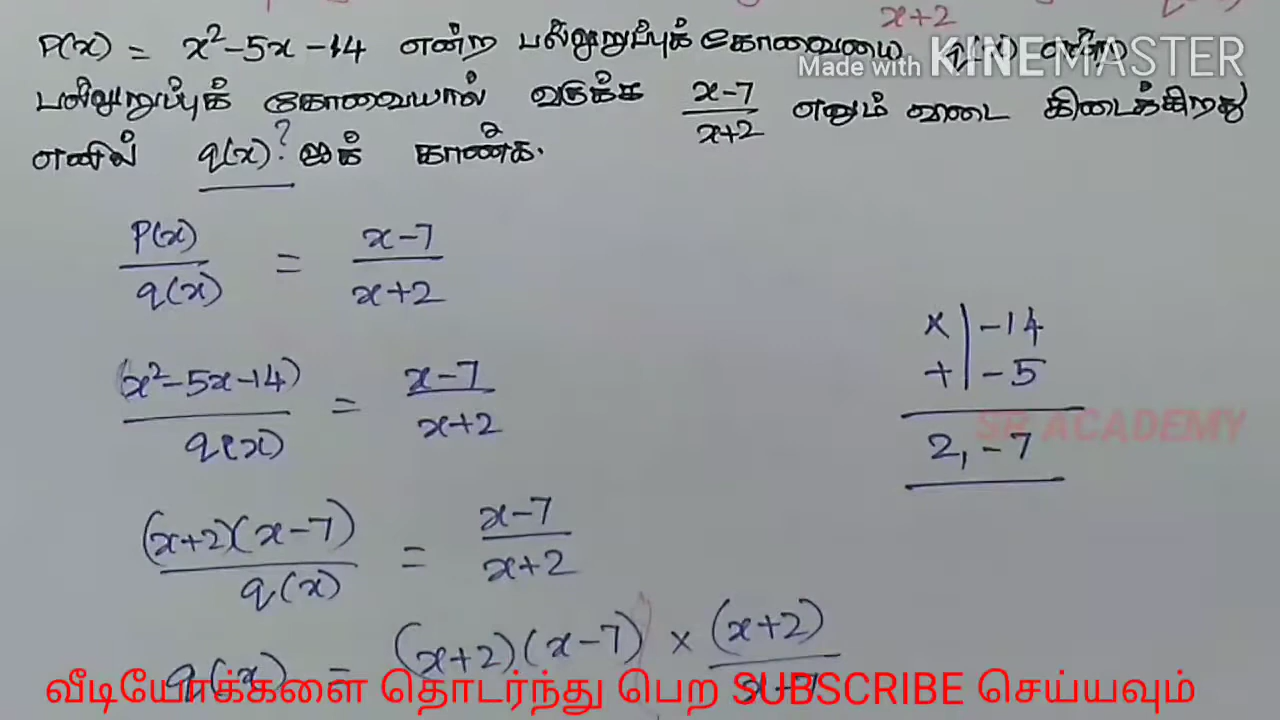 x+2
P(x) = x²-5x-14 என்ற பல்லுறுப்புக் கோவையை q(x) என்ற
Made with KINEMASTER
பல்லுறுப்புக் கோவையால் வகுக்க x-7/x+2 எனும் விடை கிடைக்கிறது
எனில் q(x)? ஐக் காண்க.
P(x)/q(x) = x-7/x+2
x | -14
+ | -5
(x²-5x-14)/q(x) = x-7/x+2
SR ACADEMY
2, -7
(x+2)(x-7)/q(x) = x-7/x+2
q(x) = (x+2)(x-7) × (x+2)/x-7
வீடியோக்களை தொடர்ந்து பெற SUBSCRIBE செய்யவும்